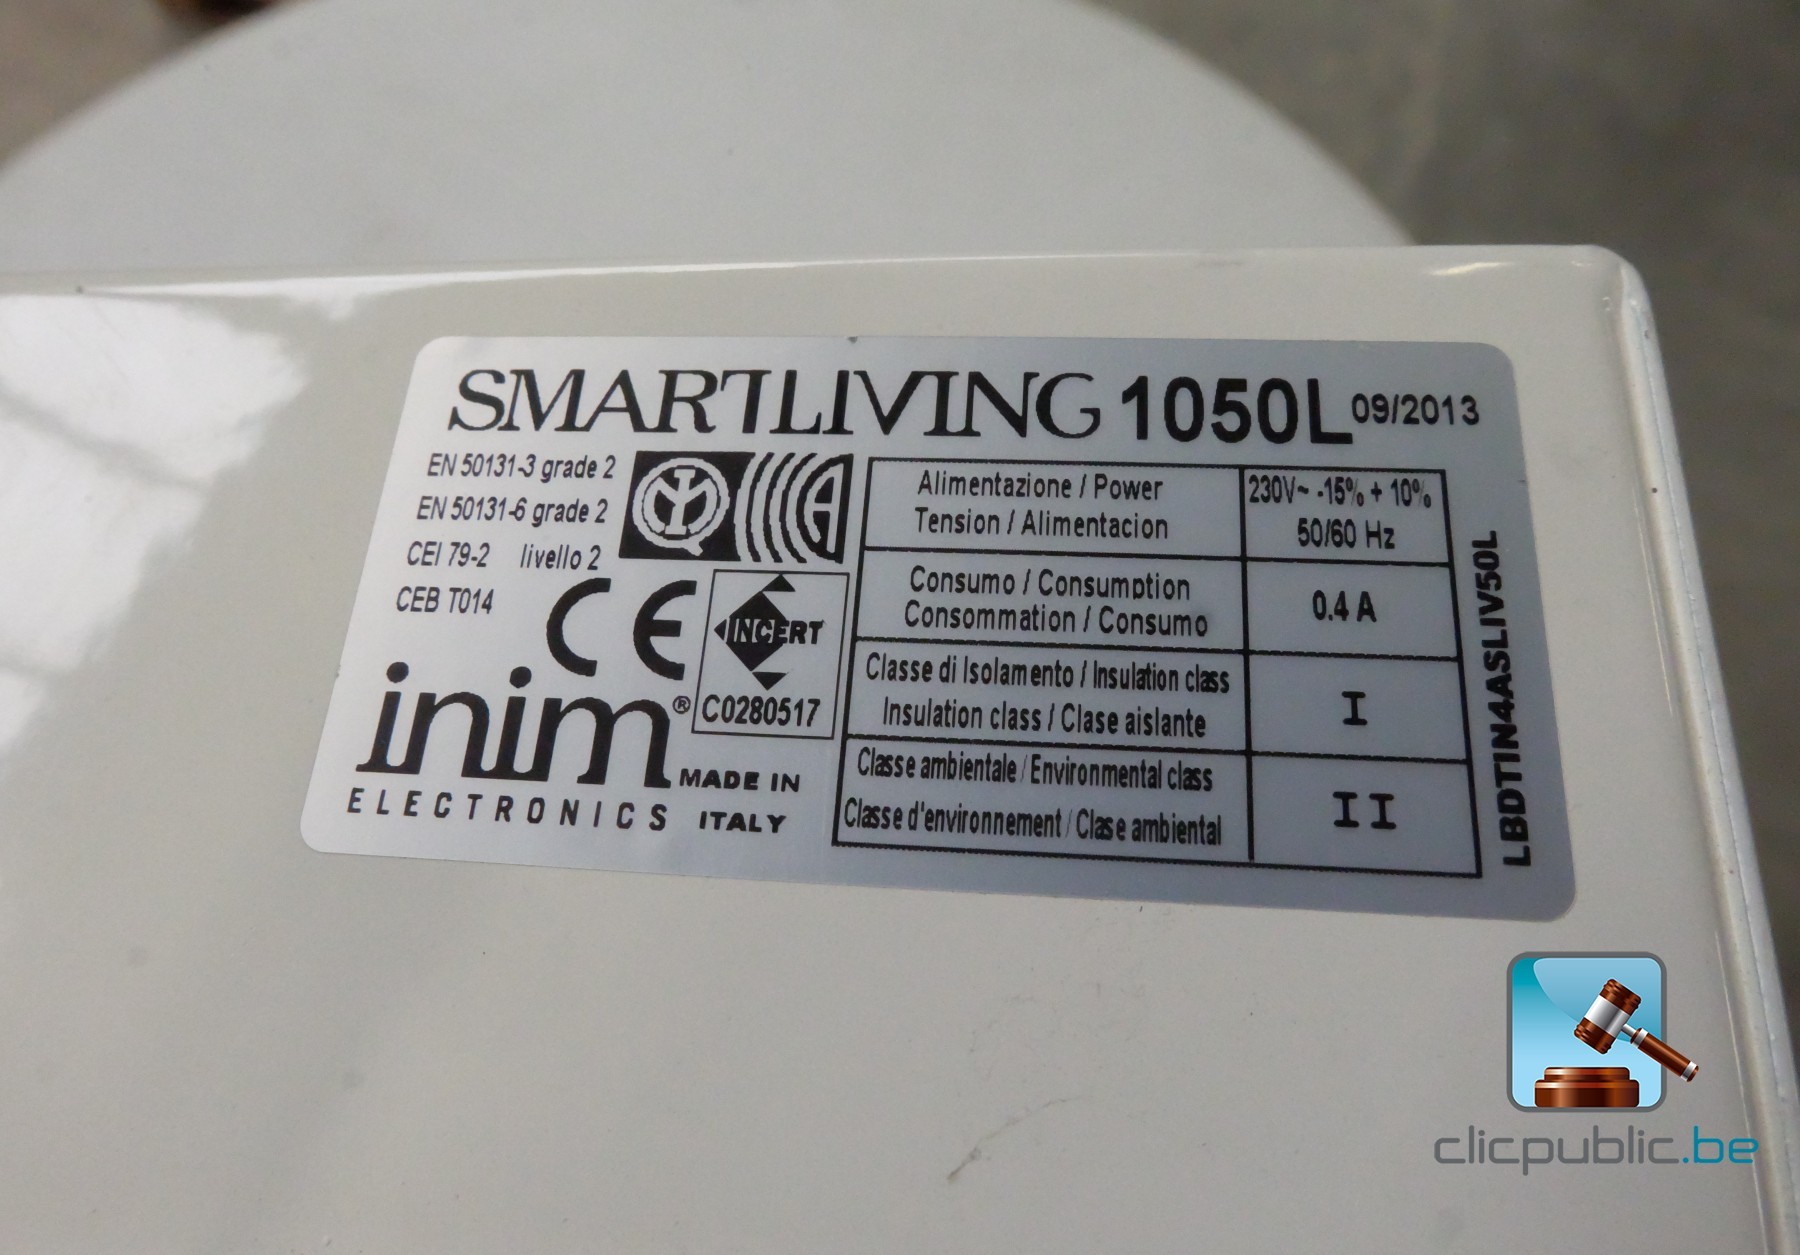 SMARTLIVING 1050L 09/2013
EN 50131-3 grade 2
EN 50131-6 grade 2
CEI 79-2 livello 2
CEB T014
CE
INCERT
C0280517
inim®
ELECTRONICS
MADE IN
ITALY
Alimentazione / Power
Tension / Alimentacion
230V~ -15% + 10%
50/60 Hz
Consumo / Consumption
Consommation / Consumo
0.4 A
Classe di Isolamento / Insulation class
Insulation class / Clase aislante
I
Classe ambientale / Environmental class
Classe d'environnement / Clase ambiental
II
LBDTIN4ASLIV50L
clicpublic.be